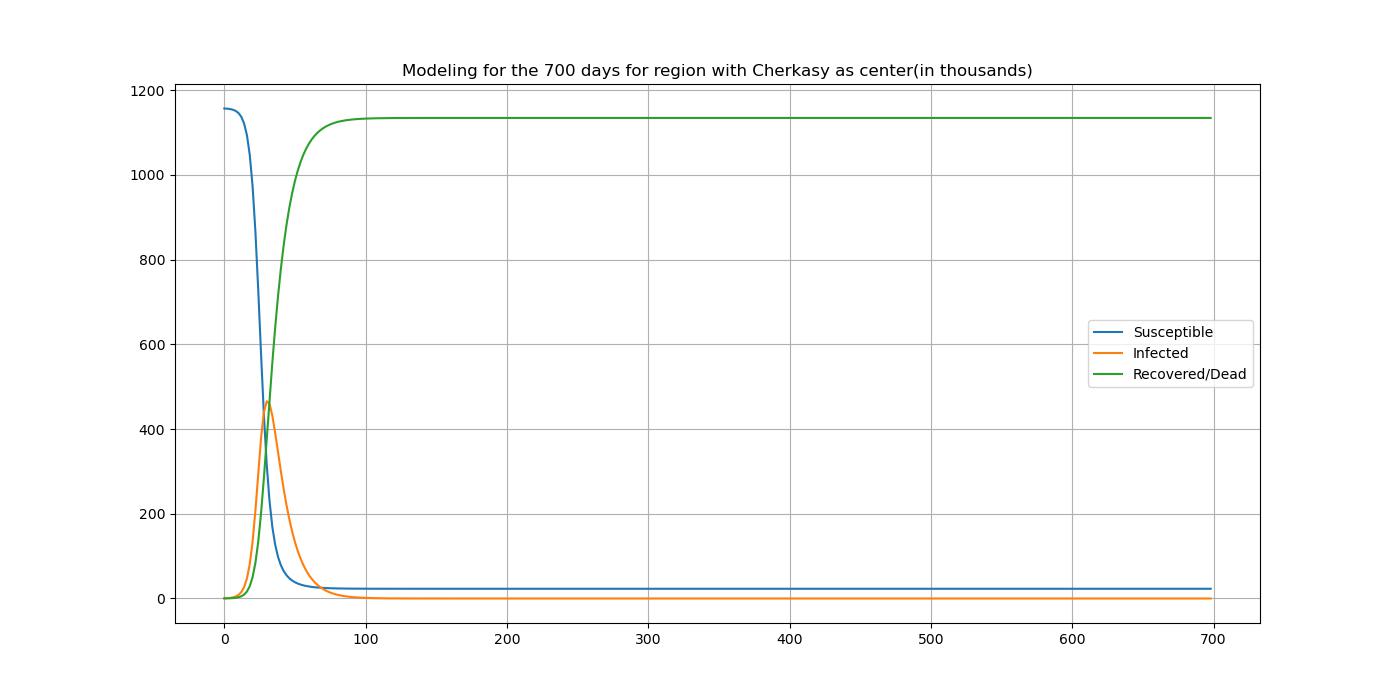 Modeling for the 700 days for region with Cherkasy as center(in thousands)
1200
1000
800
600
400
200
0
Susceptible
Infected
Recovered/Dead
0 100 200 300 400 500 600 700